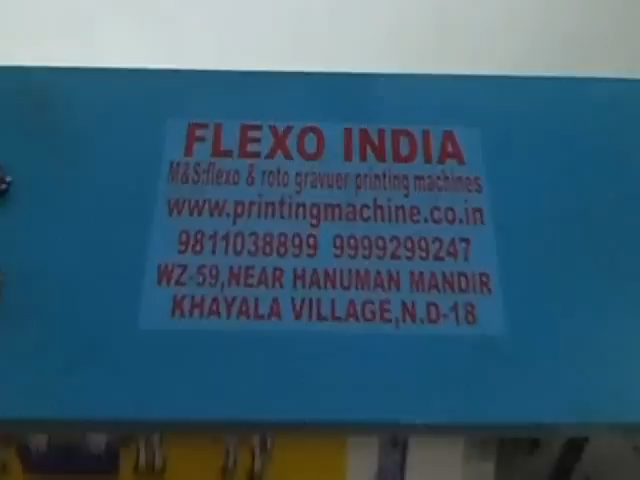 FLEXO INDIA
M&S:flexo & roto gravuer printing machines
www.printingmachine.co.in
9811038899 9999299247
WZ-59,NEAR HANUMAN MANDIR
KHAYALA VILLAGE,N.D-18